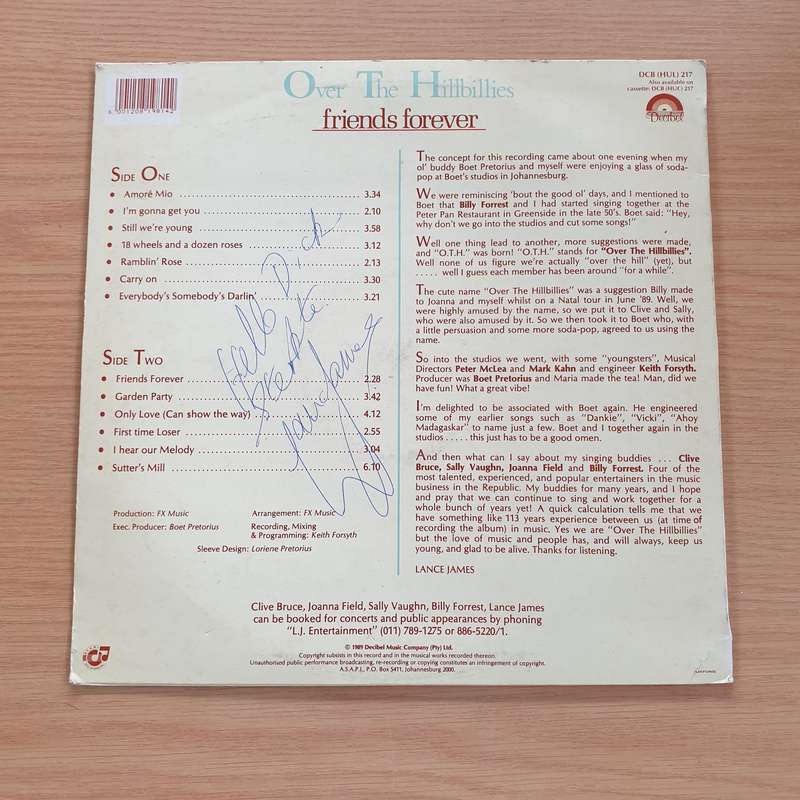 6 001208 198142
Over The Hillbillies
friends forever
DCB (HUL) 217
Also available on
cassette: DCB (HUC) 217
Decibel
SIDE ONE
• Amoré Mio 3.34
• I'm gonna get you 2.10
• Still we're young 3.58
• 18 wheels and a dozen roses 3.12
• Ramblin' Rose 2.13
• Carry on 3.30
• Everybody's Somebody's Darlin' 3.21
SIDE TWO
• Friends Forever 2.28
• Garden Party 3.42
• Only Love (Can show the way) 4.12
• First time Loser 2.55
• I hear our Melody 3.04
• Sutter's Mill 6.10
Hello Dick
Lance James
Production: FX Music Arrangement: FX Music
Exec. Producer: Boet Pretorius Recording, Mixing
& Programming: Keith Forsyth
Sleeve Design: Loriene Pretorius
The concept for this recording came about one evening when my
ol' buddy Boet Pretorius and myself were enjoying a glass of soda-
pop at Boet's studios in Johannesburg.
We were reminiscing 'bout the good ol' days, and I mentioned to
Boet that Billy Forrest and I had started singing together at the
Peter Pan Restaurant in Greenside in the late 50's. Boet said: "Hey,
why don't we go into the studios and cut some songs!"
Well one thing lead to another, more suggestions were made,
and "O.T.H." was born! "O.T.H." stands for "Over The Hillbillies".
Well none of us figure we're actually "over the hill" (yet), but
..... well I guess each member has been around "for a while".
The cute name "Over The Hillbillies" was a suggestion Billy made
to Joanna and myself whilst on a Natal tour in June '89. Well, we
were highly amused by the name, so we put it to Clive and Sally,
who were also amused by it. So we then took it to Boet who, with
a little persuation and some more soda-pop, agreed to us using the
name.
So into the studios we went, with some "youngsters", Musical
Directors Peter McLea and Mark Kahn and engineer Keith Forsyth.
Producer was Boet Pretorius and Maria made the tea! Man, did we
have fun! What a great vibe!
I'm delighted to be associated with Boet again. He engineered
some of my earlier songs such as "Dankie", "Vicki", "Ahoy
Madagaskar" to name just a few. Boet and I together again in the
studios ..... this just has to be a good omen.
And then what can I say about my singing buddies ... Clive
Bruce, Sally Vaughn, Joanna Field and Billy Forrest. Four of the
most talented, experienced, and popular entertainers in the music
business in the Republic. My buddies for many years, and I hope
and pray that we can continue to sing and work together for a
whole bunch of years yet! A quick calculation tells me that we
have something like 113 years experience between us (at time of
recording the album) in music. Yes we are "Over The Hillbillies"
but the love of music and people has, and will always, keep us
young, and glad to be alive. Thanks for listening.
LANCE JAMES
Clive Bruce, Joanna Field, Sally Vaughn, Billy Forrest, Lance James
can be booked for concerts and public appearances by phoning
"L.J. Entertainment" (011) 789-1275 or 886-5220/1.
© 1989 Decibel Music Company (Pty) Ltd.
Copyright subsists in this record and in the musical works recorded thereon.
Unauthorised public performance broadcasting, re-recording or copying constitutes an infringement of copyright.
A.S.A.P.I., P.O. Box 5411, Johannesburg 2000.